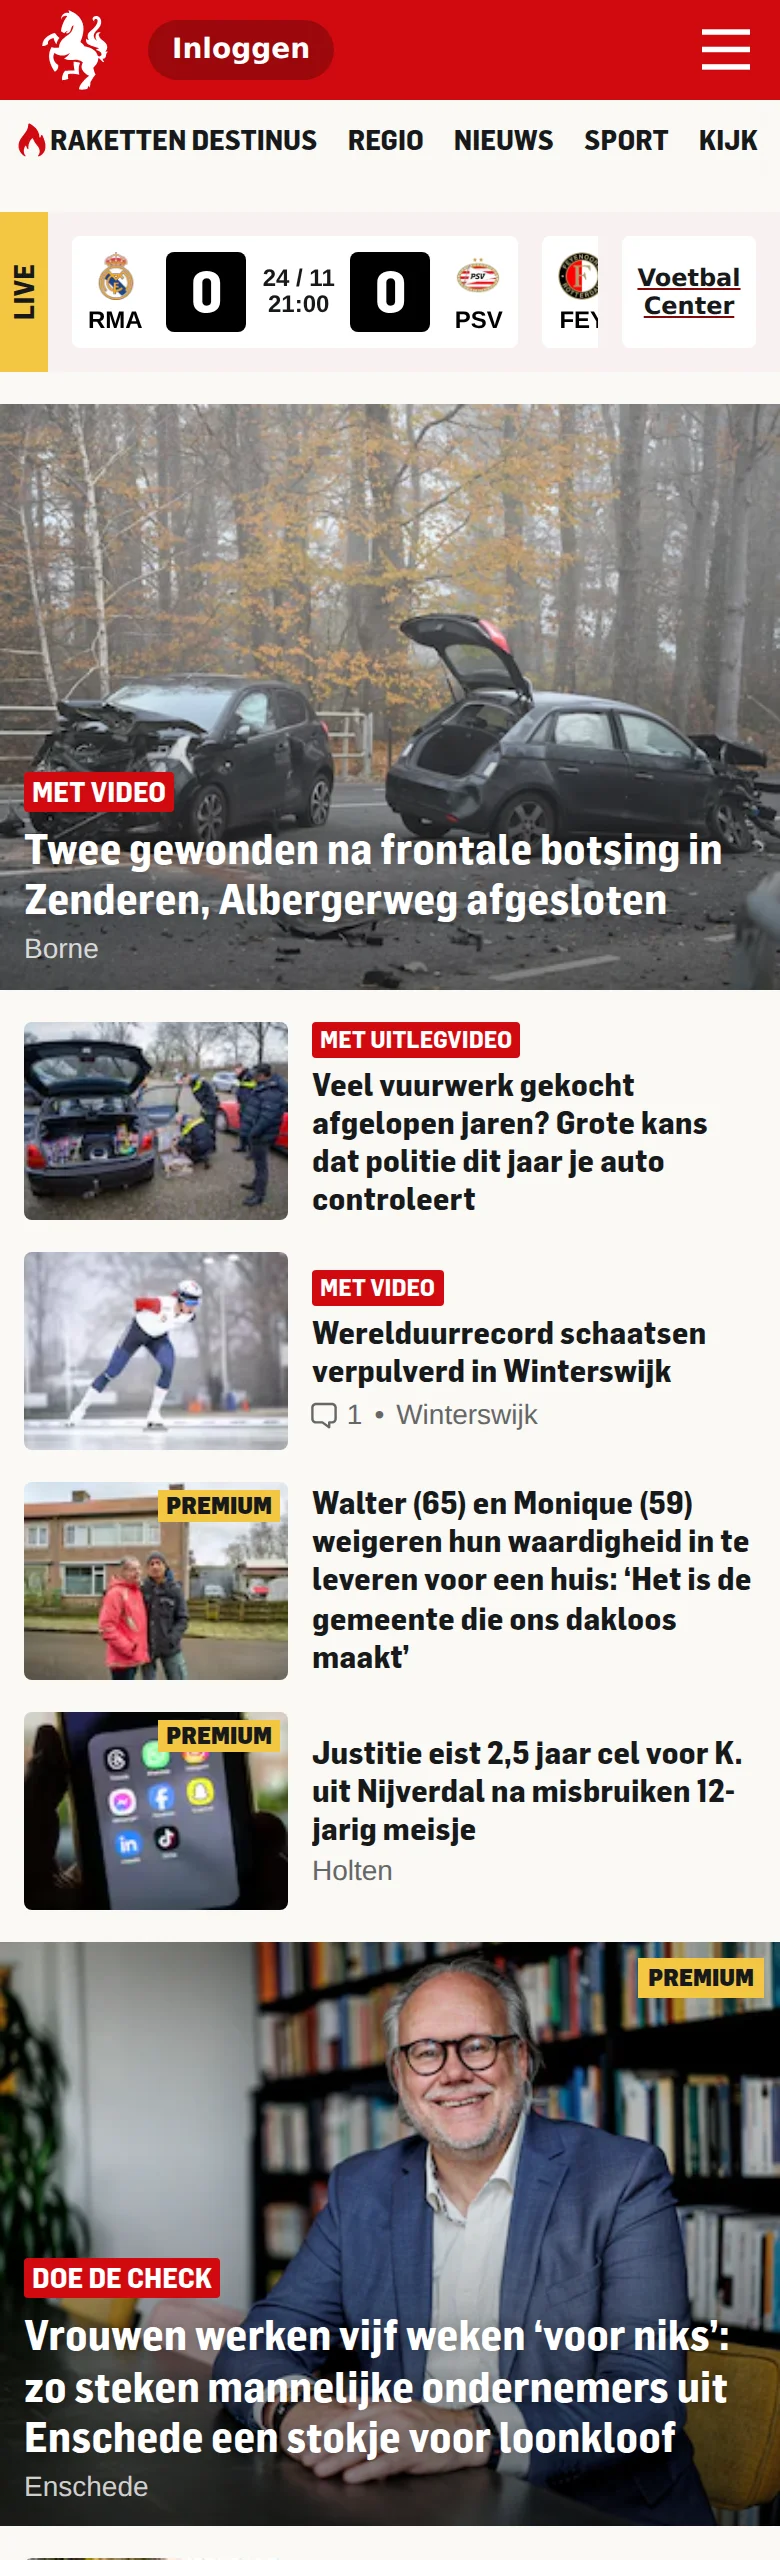 Inloggen
RAKETTEN DESTINUS REGIO NIEUWS SPORT KIJK
LIVE
RMA
0
24 / 11
21:00
0
PSV
PSV
FEY
Voetbal
Center
MET VIDEO
Twee gewonden na frontale botsing in
Zenderen, Albergerweg afgesloten
Borne
MET UITLEGVIDEO
Veel vuurwerk gekocht
afgelopen jaren? Grote kans
dat politie dit jaar je auto
controleert
MET VIDEO
Werelduurrecord schaatsen
verpulverd in Winterswijk
1 • Winterswijk
PREMIUM
Walter (65) en Monique (59)
weigeren hun waardigheid in te
leveren voor een huis: ‘Het is de
gemeente die ons dakloos
maakt’
PREMIUM
Justitie eist 2,5 jaar cel voor K.
uit Nijverdal na misbruiken 12-
jarig meisje
Holten
PREMIUM
DOE DE CHECK
Vrouwen werken vijf weken ‘voor niks’:
zo steken mannelijke ondernemers uit
Enschede een stokje voor loonkloof
Enschede